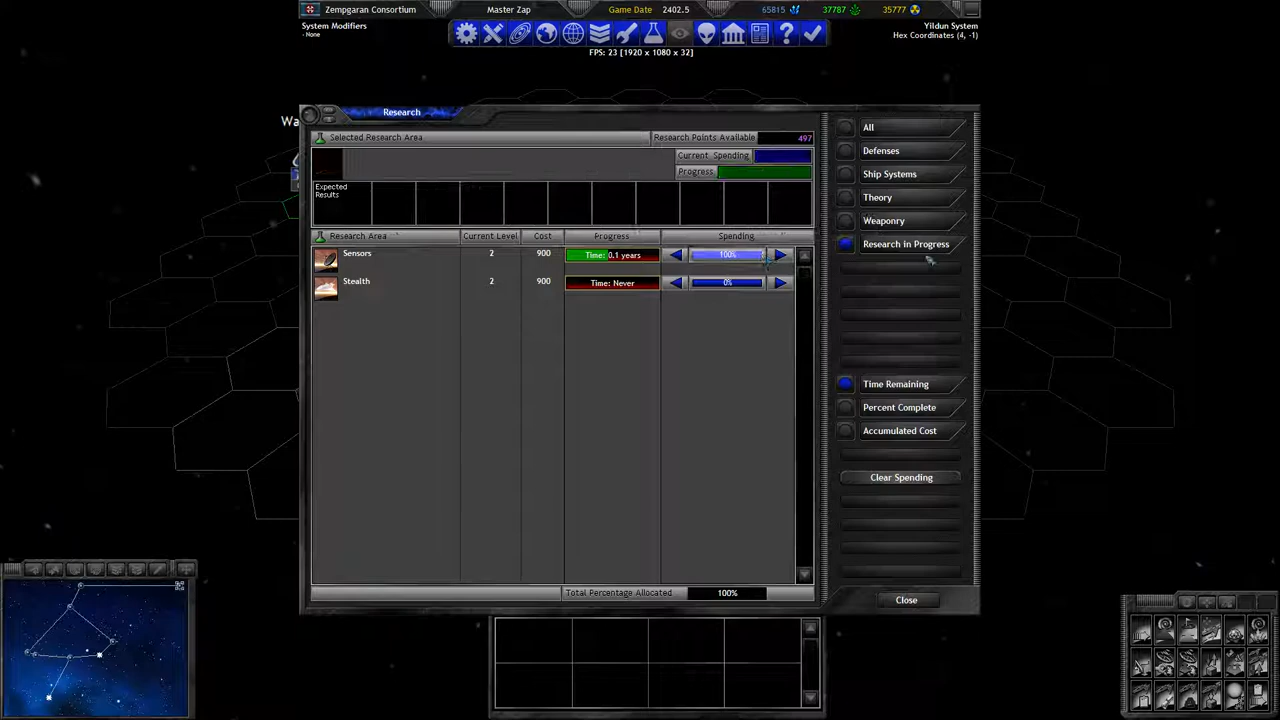 Zempgaran Consortium
Master Zap
Game Date 2402.5
65815
37787
35777
System Modifiers
- None
Yildun System
Hex Coordinates (4, -1)
FPS: 23 [1920 x 1080 x 32]
Wa
Research
Selected Research Area
Research Points Available 497
Current Spending
Progress
Expected
Results
Research Area
Current Level
Cost
Progress
Spending
Sensors 2 900 Time: 0.1 years 100%
Stealth 2 900 Time: Never 0%
Total Percentage Allocated 100%
All
Defenses
Ship Systems
Theory
Weaponry
Research in Progress
Time Remaining
Percent Complete
Accumulated Cost
Clear Spending
Close